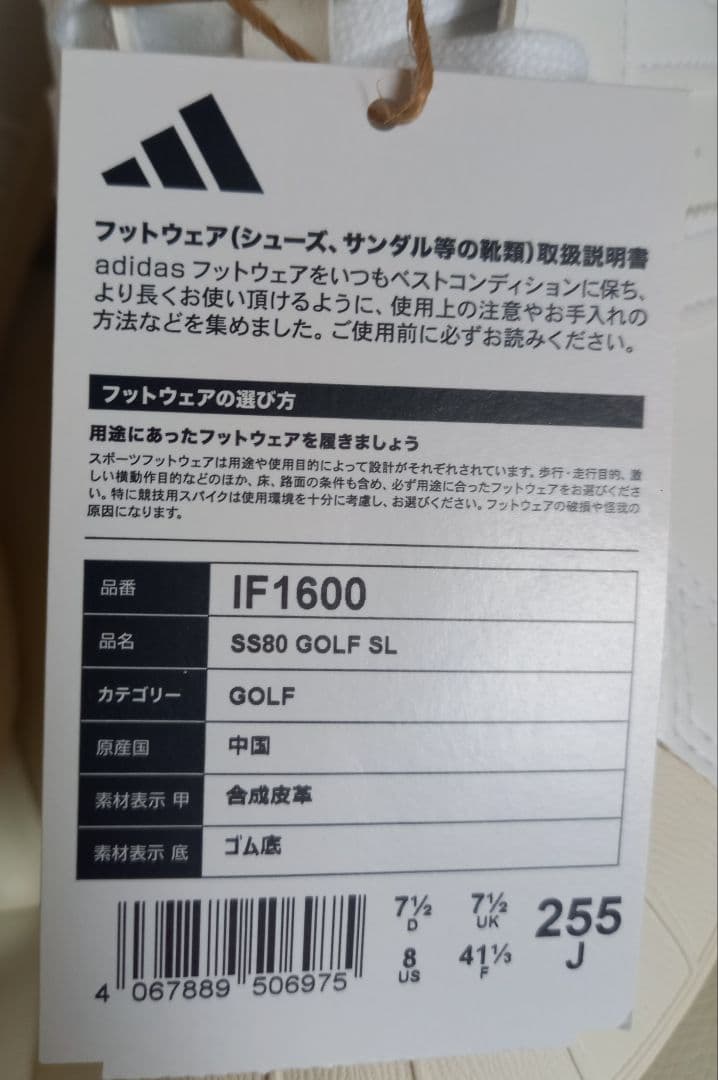 フットウェア(シューズ、サンダル等の靴類)取扱説明書
adidas フットウェアをいつもベストコンディションに保ち、
より長くお使い頂けるように、使用上の注意やお手入れの
方法などを集めました。ご使用前に必ずお読みください。
フットウェアの選び方
用途にあったフットウェアを履きましょう
スポーツフットウェアは用途や使用目的によって設計がそれぞれされています。歩行・走行目的、激
しい横動作目的などのほか、床、路面の条件も含め、必ず用途に合ったフットウェアをお選びくださ
い。特に競技用スパイクは使用環境を十分に考慮し、お選びください。フットウェアの破損や怪我の
原因になります。
品番 IF1600
品名 SS80 GOLF SL
カテゴリー GOLF
原産国 中国
素材表示 甲 合成皮革
素材表示 底 ゴム底
7½ 7½ 255
D UK J
8 41⅓
US F
4 067889 506975